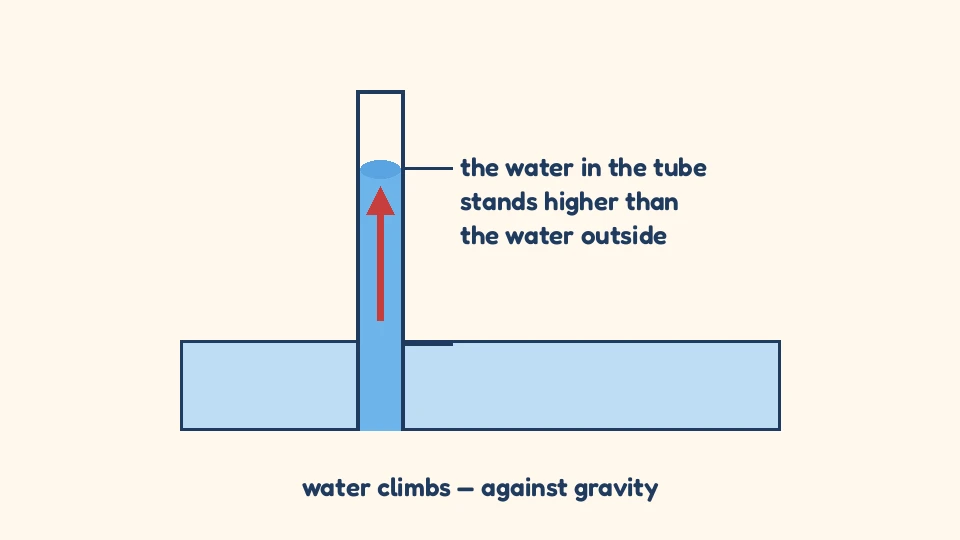 the water in the tube
stands higher than
the water outside
water climbs — against gravity